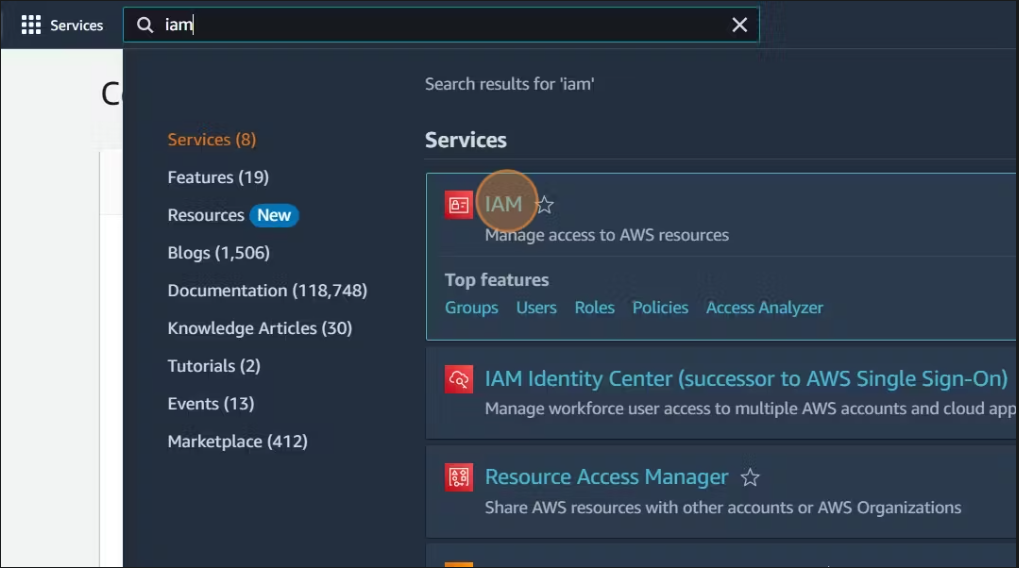 Services
iam
C
Search results for 'iam'
Services (8)
Features (19)
Resources New
Blogs (1,506)
Documentation (118,748)
Knowledge Articles (30)
Tutorials (2)
Events (13)
Marketplace (412)
Services
IAM
Manage access to AWS resources
Top features
Groups Users Roles Policies Access Analyzer
IAM Identity Center (successor to AWS Single Sign-On)
Manage workforce user access to multiple AWS accounts and cloud app
Resource Access Manager
Share AWS resources with other accounts or AWS Organizations